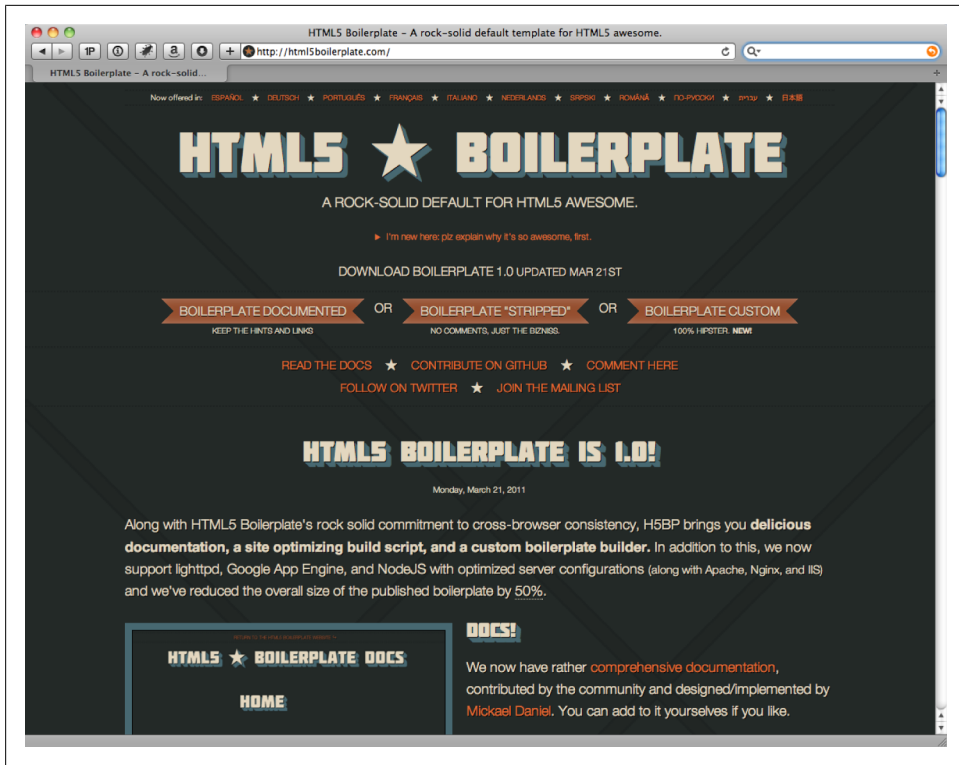 HTML5 Boilerplate – A rock-solid default template for HTML5 awesome.
1P
a
+ http://html5boilerplate.com/
HTML5 Boilerplate – A rock-solid...
Now offered in: ESPAÑOL ★ DEUTSCH ★ PORTUGUÊS ★ FRANÇAIS ★ ITALIANO ★ NEDERLANDS ★ SRPSKI ★ ROMÂNĂ ★ ПО-РУССКИ ★ עברית ★ 日本語
HTML5 ★ BOILERPLATE
A ROCK-SOLID DEFAULT FOR HTML5 AWESOME.
► I'm new here: plz explain why it's so awesome, first.
DOWNLOAD BOILERPLATE 1.0 UPDATED MAR 21ST
BOILERPLATE DOCUMENTED OR BOILERPLATE "STRIPPED" OR BOILERPLATE CUSTOM
KEEP THE HINTS AND LINKS NO COMMENTS, JUST THE BIZNISS. 100% HIPSTER. NEW!
READ THE DOCS ★ CONTRIBUTE ON GITHUB ★ COMMENT HERE
FOLLOW ON TWITTER ★ JOIN THE MAILING LIST
HTML5 BOILERPLATE IS 1.0!
Monday, March 21, 2011
Along with HTML5 Boilerplate's rock solid commitment to cross-browser consistency, H5BP brings you delicious
documentation, a site optimizing build script, and a custom boilerplate builder. In addition to this, we now
support lighttpd, Google App Engine, and NodeJS with optimized server configurations (along with Apache, Nginx, and IIS)
and we've reduced the overall size of the published boilerplate by 50%.
RETURN TO THE HTML5 BOILERPLATE WEBSITE
HTML5 ★ BOILERPLATE DOCS
HOME
DOCS!
We now have rather comprehensive documentation,
contributed by the community and designed/implemented by
Mickael Daniel. You can add to it yourselves if you like.